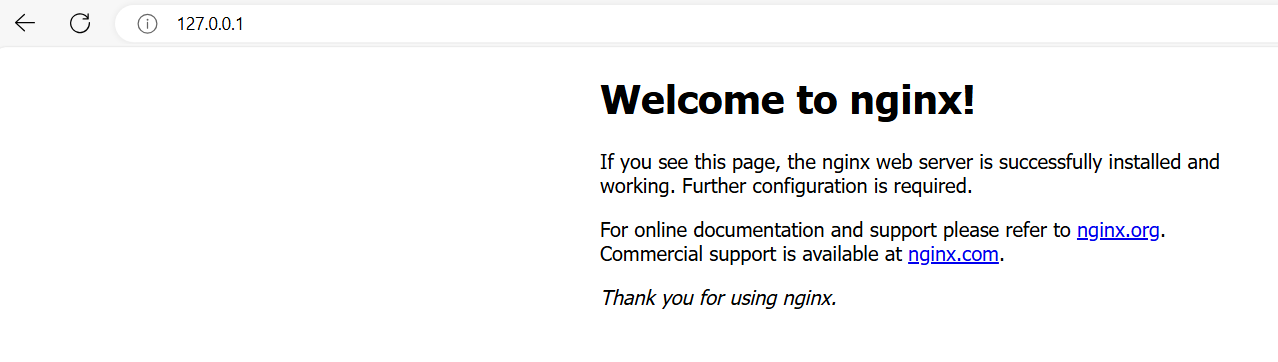 127.0.0.1
Welcome to nginx!
If you see this page, the nginx web server is successfully installed and
working. Further configuration is required.
For online documentation and support please refer to nginx.org.
Commercial support is available at nginx.com.
Thank you for using nginx.